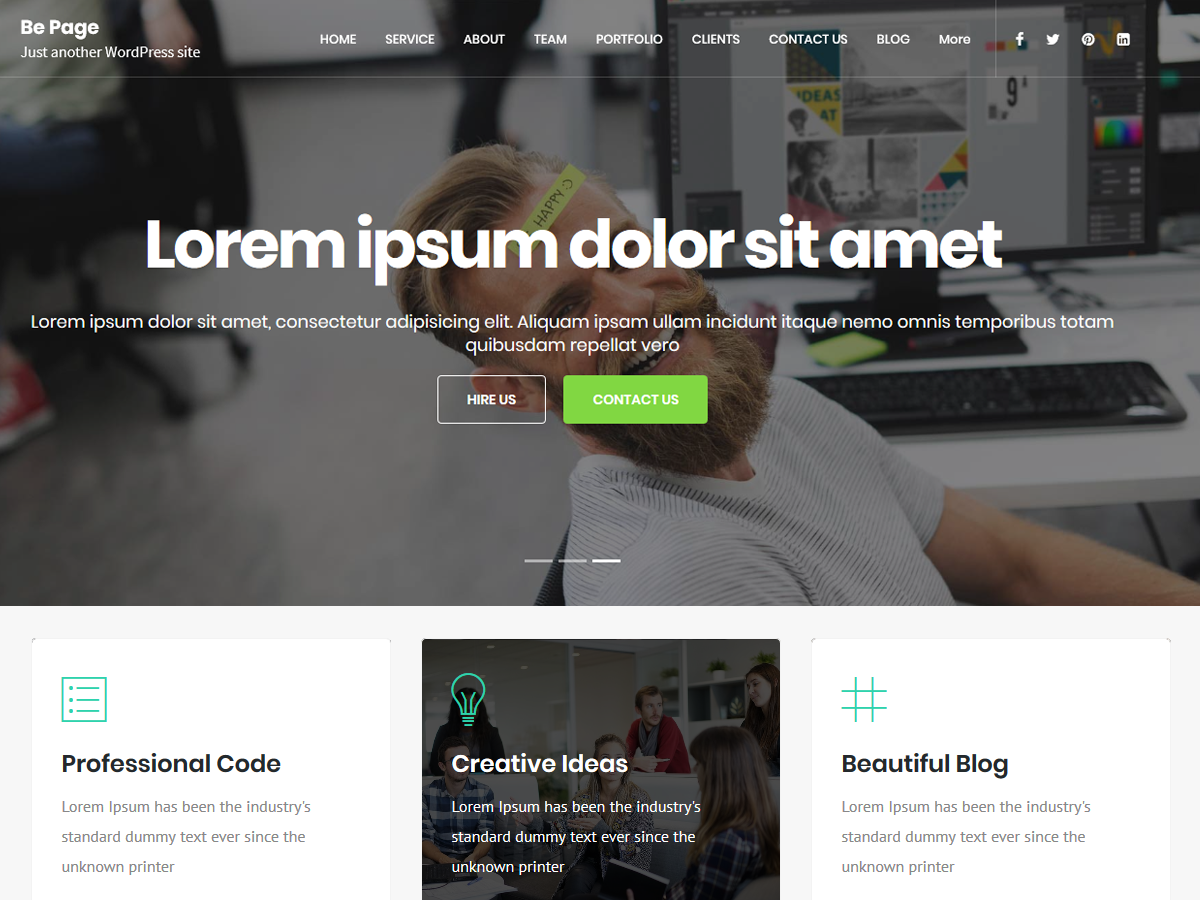 Be Page
Just another WordPress site
HOME SERVICE ABOUT TEAM PORTFOLIO CLIENTS CONTACT US BLOG More
IDEAS
AT
9
HAPPY
Lorem ipsum dolor sit amet
Lorem ipsum dolor sit amet, consectetur adipisicing elit. Aliquam ipsam ullam incidunt itaque nemo omnis temporibus totam
quibusdam repellat vero
HIRE US CONTACT US
Professional Code
Lorem Ipsum has been the industry's
standard dummy text ever since the
unknown printer
Creative Ideas
Lorem Ipsum has been the industry's
standard dummy text ever since the
unknown printer
Beautiful Blog
Lorem Ipsum has been the industry's
standard dummy text ever since the
unknown printer